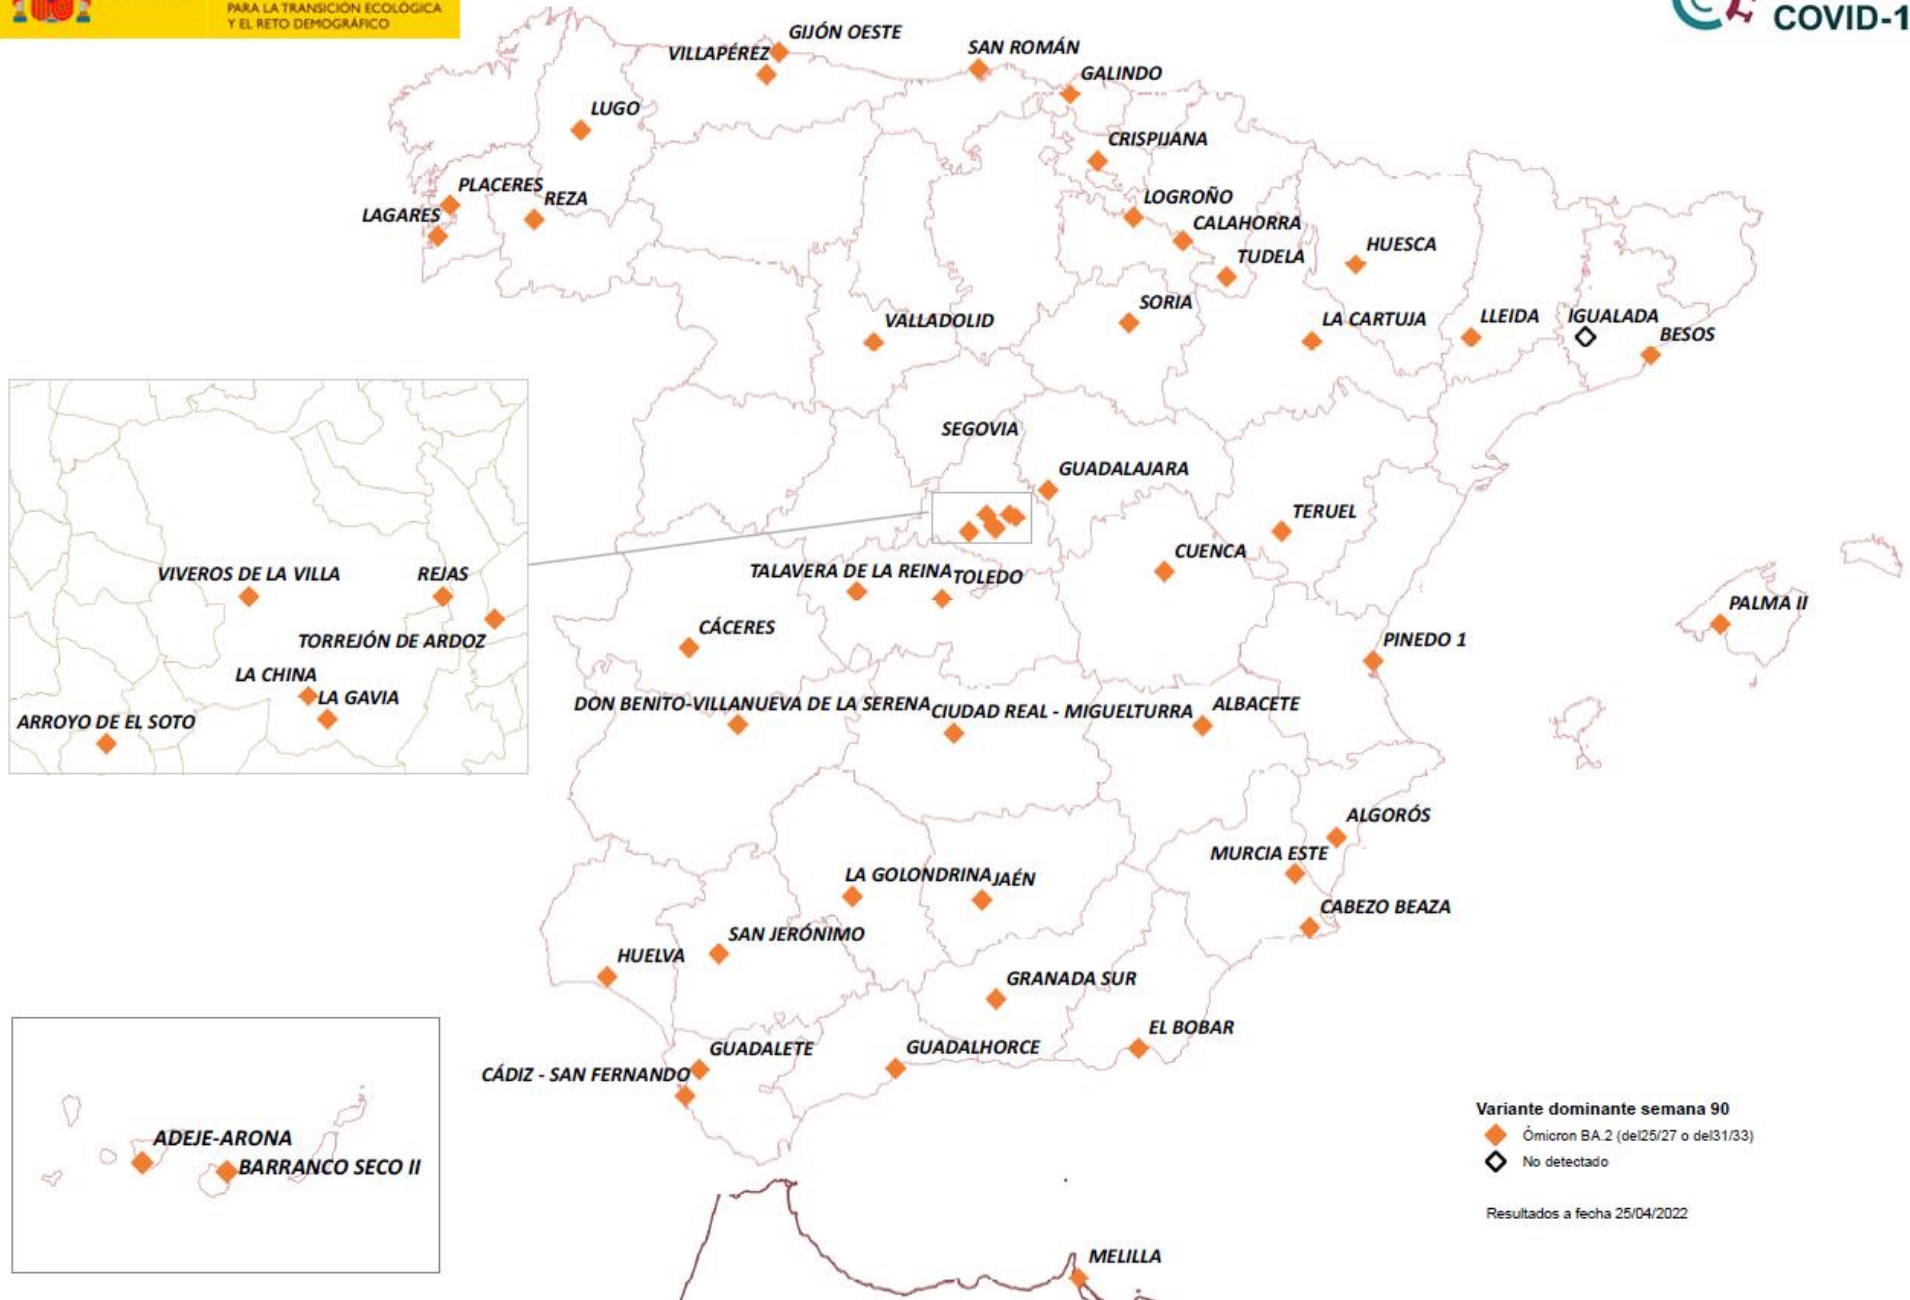 PARA LA TRANSICIÓN ECOLÓGICA
Y EL RETO DEMOGRÁFICO
COVID-1
GIJÓN OESTE
VILLAPÉREZ
SAN ROMÁN
GALINDO
LUGO
CRISPIJANA
PLACERES
REZA
LAGARES
LOGROÑO
CALAHORRA
TUDELA
HUESCA
SORIA
VALLADOLID
LA CARTUJA
LLEIDA
IGUALADA
BESOS
SEGOVIA
GUADALAJARA
TERUEL
CUENCA
TALAVERA DE LA REINA
TOLEDO
VIVEROS DE LA VILLA
REJAS
TORREJÓN DE ARDOZ
LA CHINA
LA GAVIA
ARROYO DE EL SOTO
CÁCERES
PALMA II
PINEDO 1
DON BENITO-VILLANUEVA DE LA SERENA
CIUDAD REAL - MIGUELTURRA
ALBACETE
ALGORÓS
MURCIA ESTE
LA GOLONDRINA
JAÉN
CABEZO BEAZA
SAN JERÓNIMO
HUELVA
GRANADA SUR
EL BOBAR
GUADALETE
GUADALHORCE
CÁDIZ - SAN FERNANDO
ADEJE-ARONA
BARRANCO SECO II
MELILLA
Variante dominante semana 90
Ómicron BA.2 (del25/27 o del31/33)
No detectado
Resultados a fecha 25/04/2022